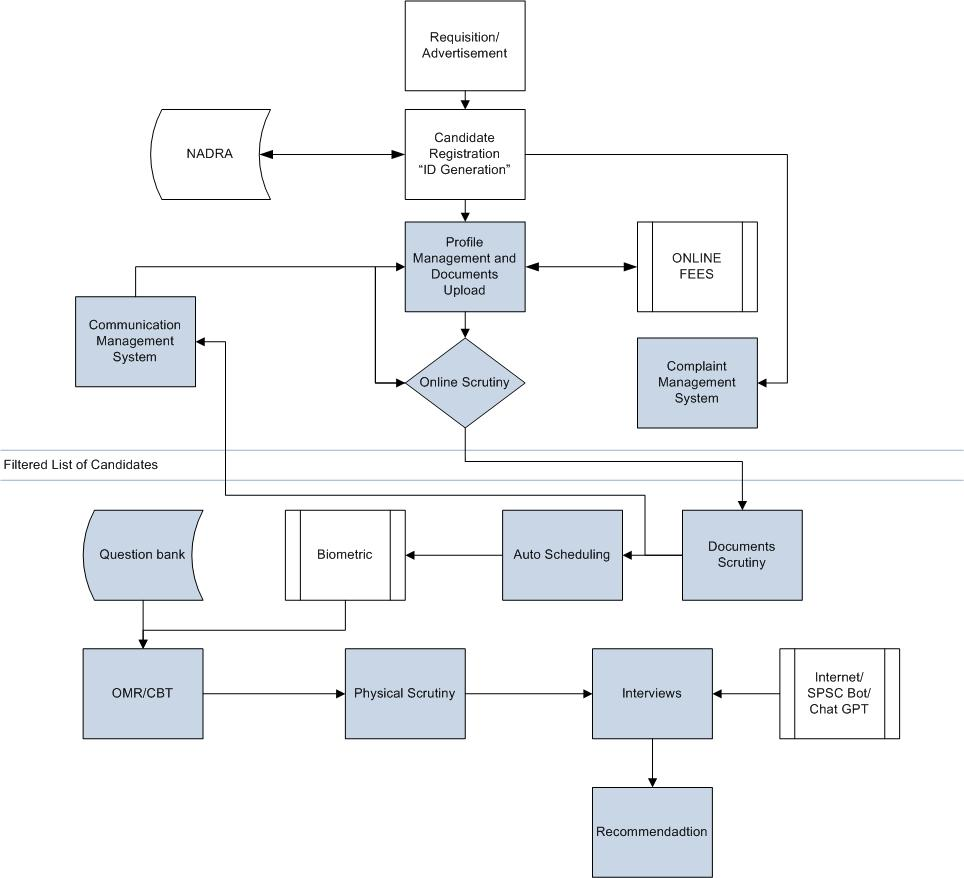 Requisition/
Advertisement
NADRA
Candidate
Registration
“ID Generation”
Profile
Management and
Documents
Upload
ONLINE
FEES
Communication
Management
System
Online Scrutiny
Complaint
Management
System
Filtered List of Candidates
Question bank
Biometric
Auto Scheduling
Documents
Scrutiny
OMR/CBT
Physical Scrutiny
Interviews
Internet/
SPSC Bot/
Chat GPT
Recommendadtion